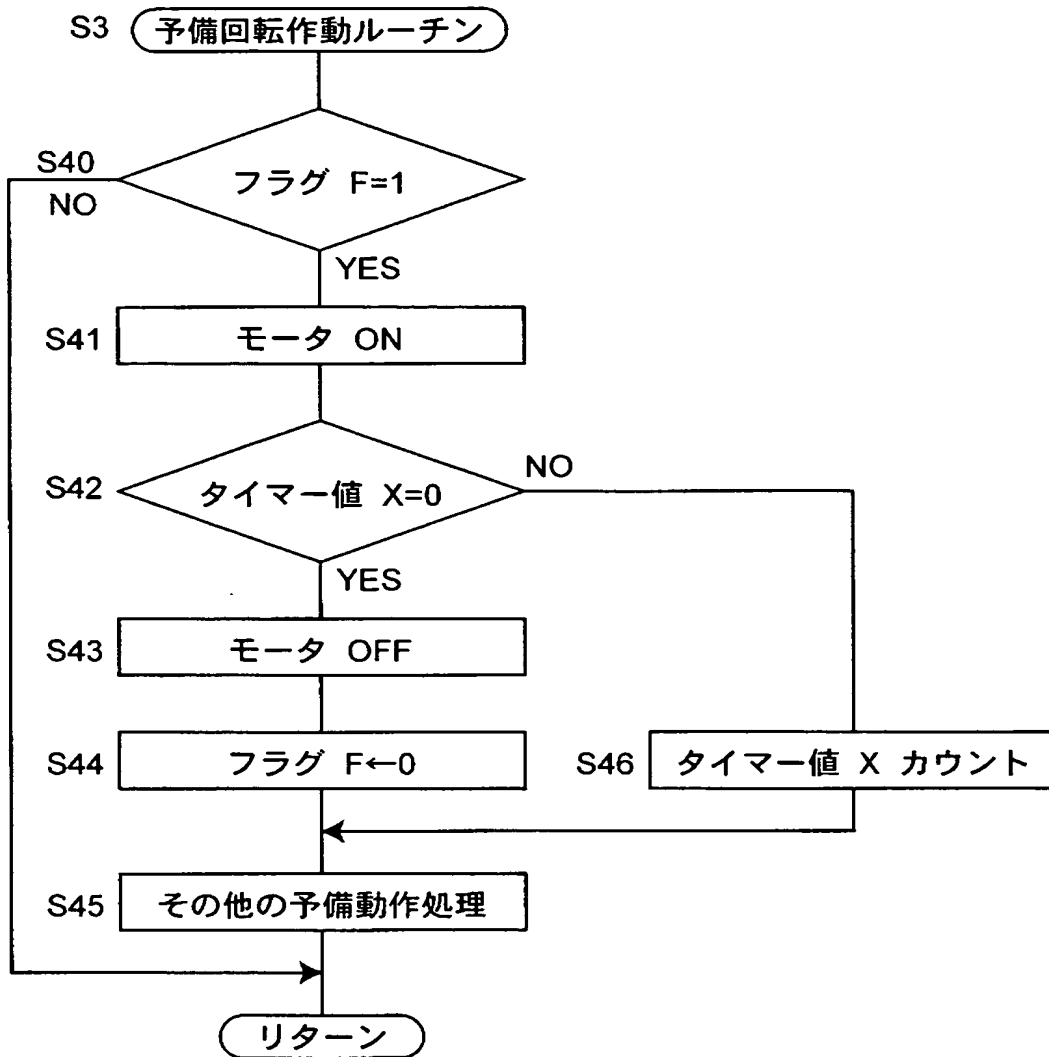 S3 予備回転作動ルーチン
S40
フラグ F=1
NO
YES
S41 モータ ON
S42 タイマー値 X=0
NO
YES
S43 モータ OFF
S44 フラグ F←0
S46 タイマー値 X カウント
S45 その他の予備動作処理
リターン